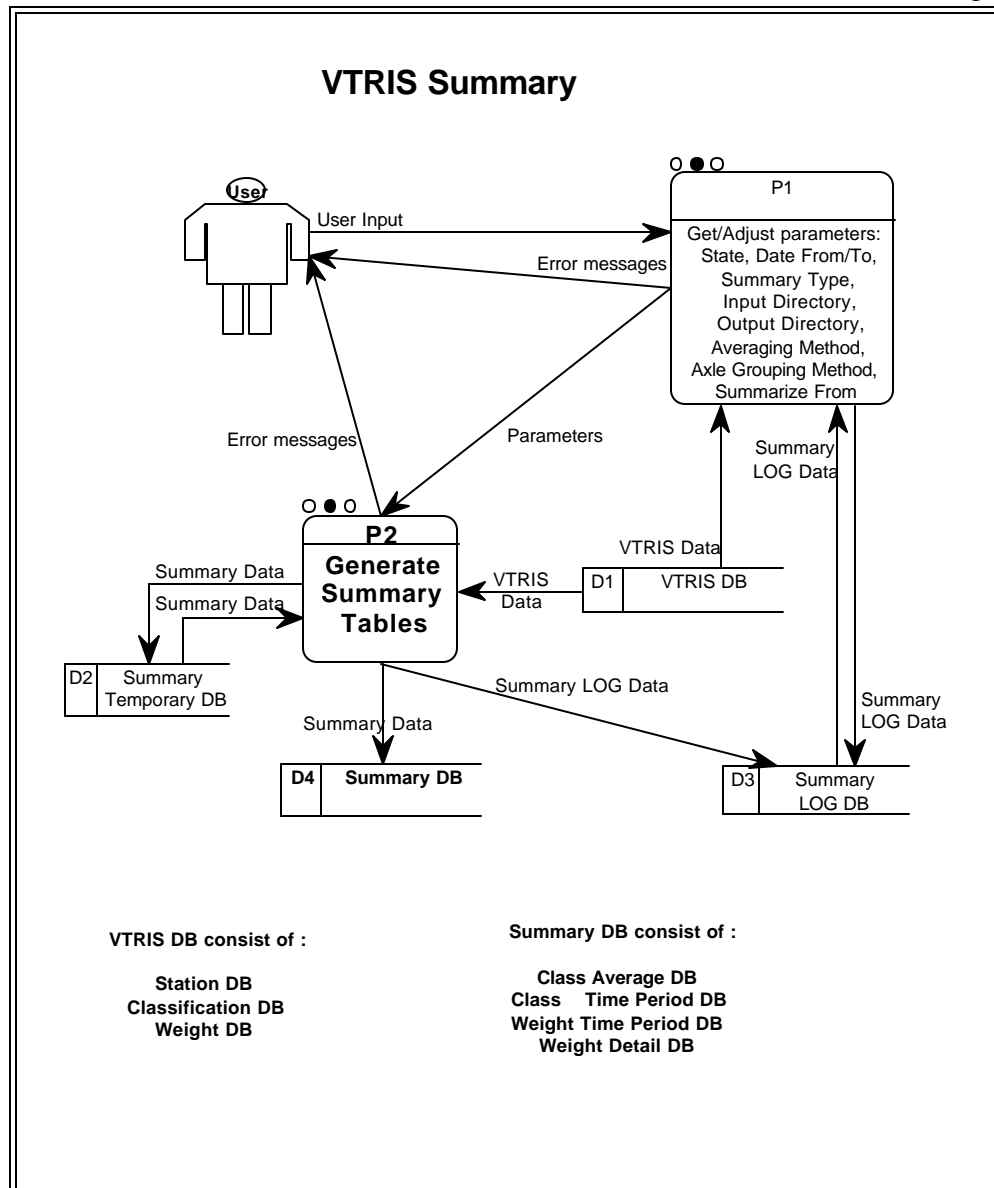 VTRIS Summary
User
User Input
Error messages
P1
Get/Adjust parameters:
State, Date From/To,
Summary Type,
Input Directory,
Output Directory,
Averaging Method,
Axle Grouping Method,
Summarize From
Error messages
Parameters
Summary
LOG Data
P2
Generate
Summary
Tables
VTRIS Data
VTRIS
Data
D1
VTRIS DB
Summary Data
Summary Data
D2
Summary
Temporary DB
Summary LOG Data
Summary
LOG Data
Summary Data
D4
Summary DB
D3
Summary
LOG DB
VTRIS DB consist of :
Station DB
Classification DB
Weight DB
Summary DB consist of :
Class Average DB
Class Time Period DB
Weight Time Period DB
Weight Detail DB